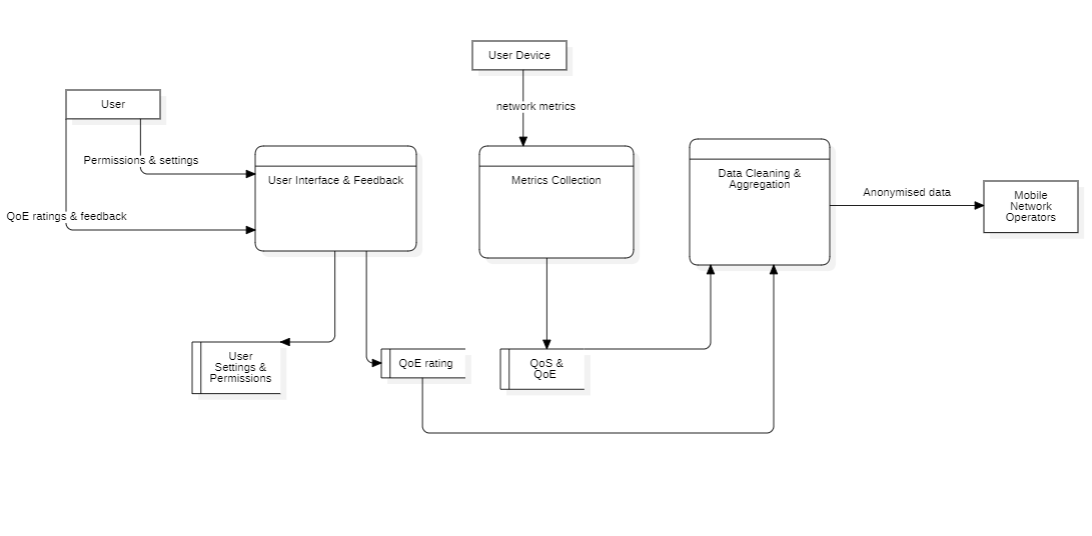 User Device
User
network metrics
Permissions & settings
User Interface & Feedback
Metrics Collection
Data Cleaning &
Aggregation
Anonymised data
Mobile
Network
Operators
QoE ratings & feedback
User
Settings &
Permissions
QoE rating
QoS &
QoE